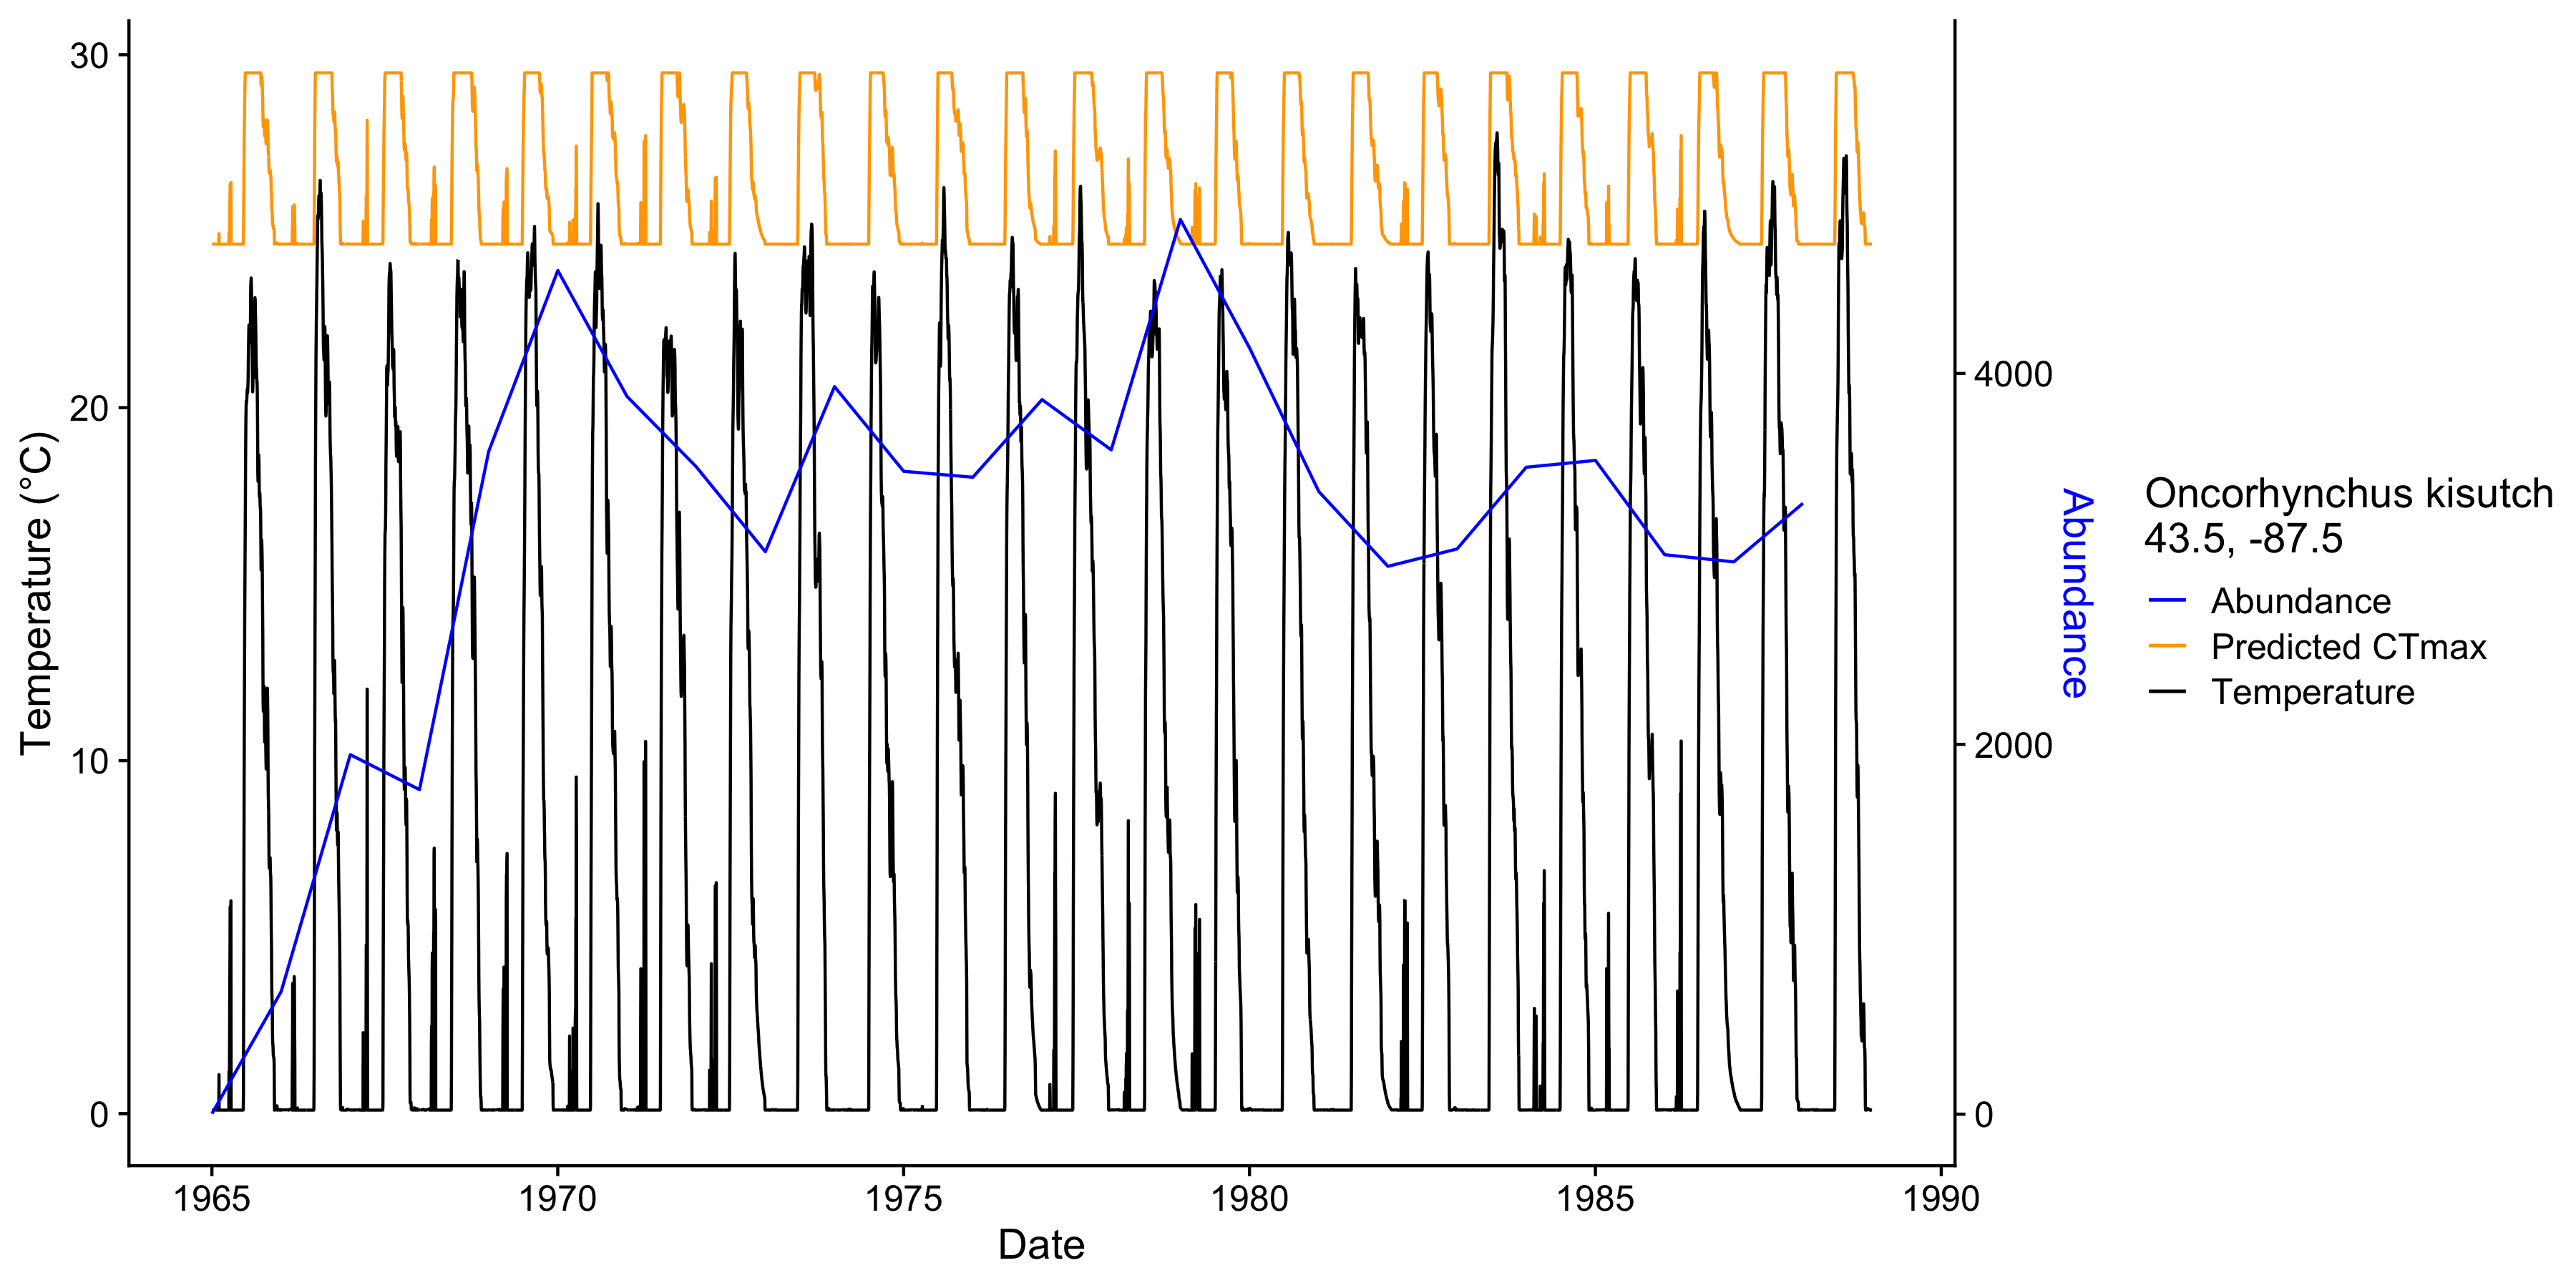 30
20
10
0
Temperature (°C)
1965
1970
1975
1980
1985
1990
Date
4000
2000
0
Abundance
Oncorhynchus kisutch
43.5, -87.5
Abundance
Predicted CTmax
Temperature